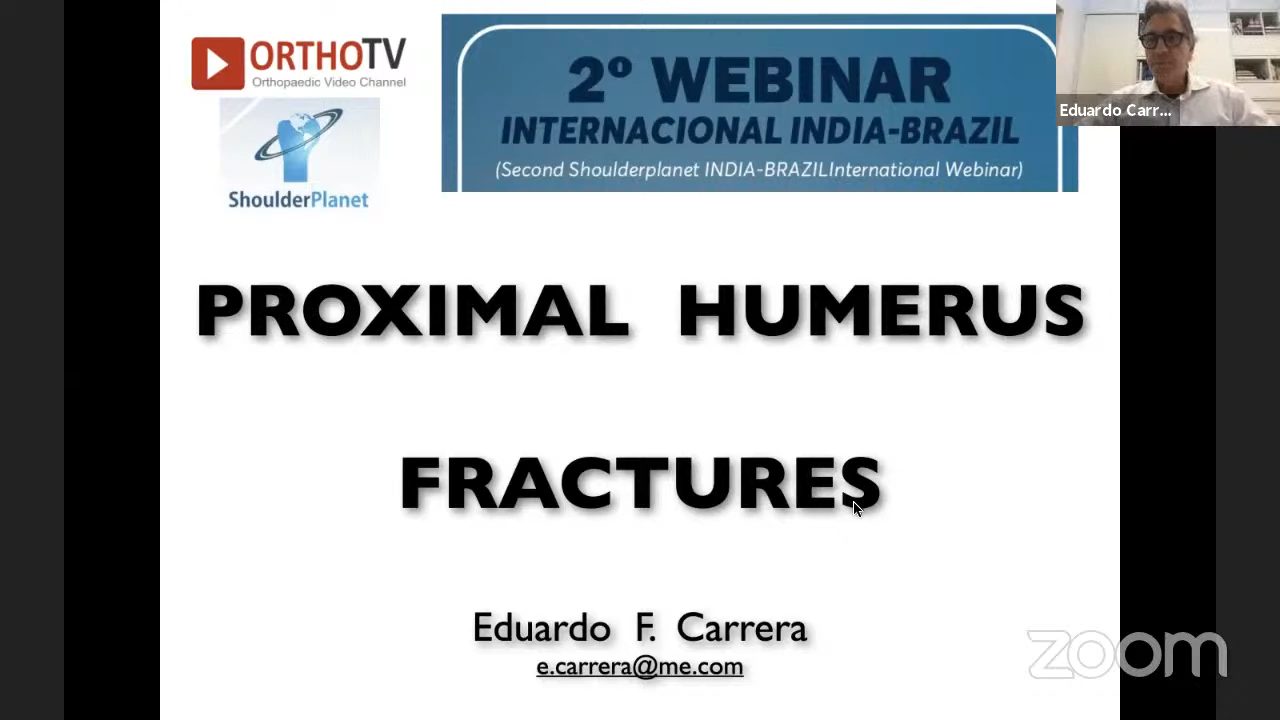 ORTHOTV
Orthopaedic Video Channel
ShoulderPlanet
2º WEBINAR
INTERNACIONAL INDIA-BRAZIL
(Second Shoulderplanet INDIA-BRAZILInternational Webinar)
Eduardo Carr...
PROXIMAL HUMERUS
FRACTURES
Eduardo F. Carrera
e.carrera@me.com
zoom